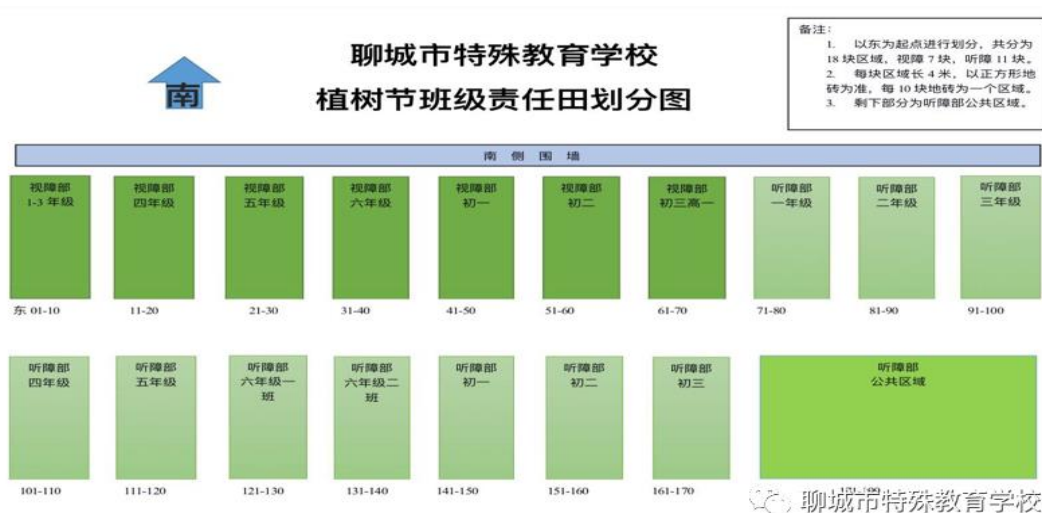 聊城市特殊教育学校
植树节班级责任田划分图
南
备注：
1. 以东为起点进行划分，共分为
18 块区域，视障 7 块，听障 11 块。
2. 每块区域长 4 米，以正方形地
砖为准，每 10 块地砖为一个区域。
3. 剩下部分为听障部公共区域。
南 侧 围 墙
视障部
1-3 年级
视障部
四年级
视障部
五年级
视障部
六年级
视障部
初一
视障部
初二
视障部
初三高一
听障部
一年级
听障部
二年级
听障部
三年级
东 01-10
11-20
21-30
31-40
41-50
51-60
61-70
71-80
81-90
91-100
听障部
四年级
听障部
五年级
听障部
六年级一
班
听障部
六年级二
班
听障部
初一
听障部
初二
听障部
初三
听障部
公共区域
101-110
111-120
121-130
131-140
141-150
151-160
161-170
聊城市特殊教育学校